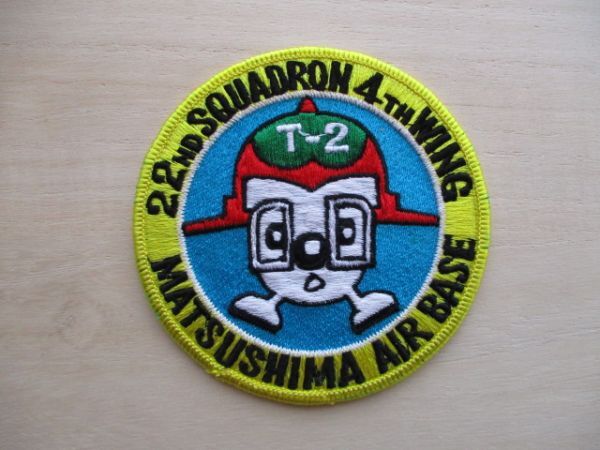 22ND SQUADRON 4TH WING
T-2
MATSUSHIMA AIR BASE